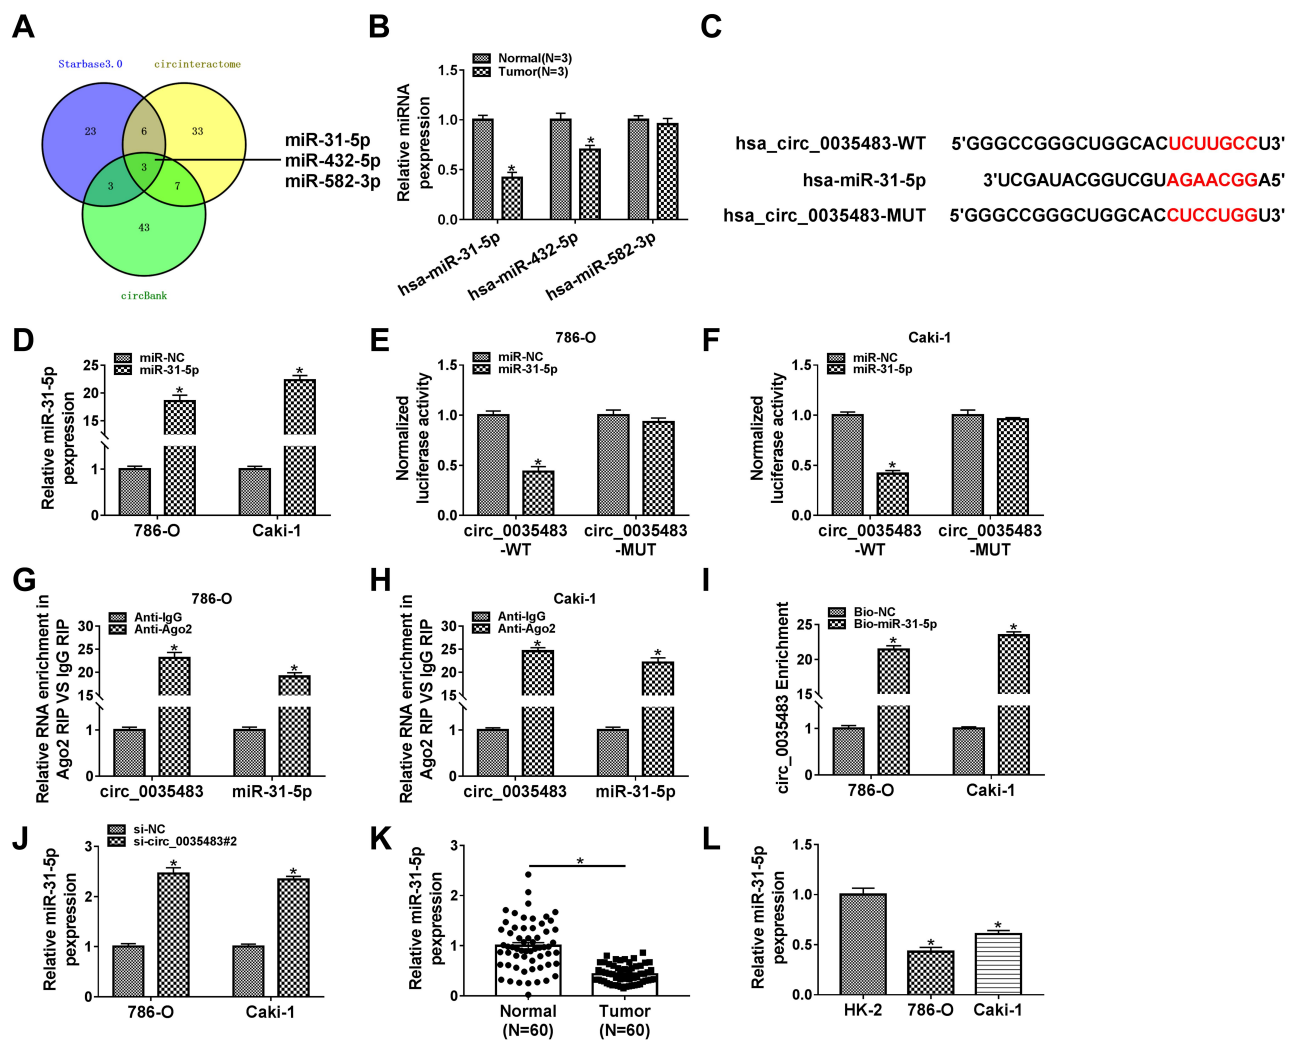 A
Starbase3.0
circinteractome
23
6
33
3
3
7
43
circBank
miR-31-5p
miR-432-5p
miR-582-3p
B
Normal(N=3)
Tumor(N=3)
Relative miRNA
pexpression
1.5
1.0
0.5
0.0
*
*
hsa-miR-31-5p
hsa-miR-432-5p
hsa-miR-582-3p
C
hsa_circ_0035483-WT 5'GGGCCGGGCUGGCACUCUUGCCU3'
hsa-miR-31-5p 3'UCGAUACGGUCGUAGAACGGA5'
hsa_circ_0035483-MUT 5'GGGCCGGGCUGGCACCUCCUGGU3'
D
miR-NC
miR-31-5p
Relative miR-31-5p
pexpression
25
20
15
1
0
*
*
786-O
Caki-1
E
786-O
miR-NC
miR-31-5p
Normalized
luciferase activity
1.5
1.0
0.5
0.0
*
circ_0035483
-WT
circ_0035483
-MUT
F
Caki-1
miR-NC
miR-31-5p
Normalized
luciferase activity
1.5
1.0
0.5
0.0
*
circ_0035483
-WT
circ_0035483
-MUT
G
786-O
Anti-IgG
Anti-Ago2
Relative RNA enrichment in
Ago2 RIP VS IgG RIP
30
25
20
15
1
0
*
*
circ_0035483
miR-31-5p
H
Caki-1
Anti-IgG
Anti-Ago2
Relative RNA enrichment in
Ago2 RIP VS IgG RIP
30
25
20
15
1
0
*
*
circ_0035483
miR-31-5p
I
Bio-NC
Bio-miR-31-5p
circ_0035483 Enrichment
25
20
15
1
0
*
*
786-O
Caki-1
J
si-NC
si-circ_0035483#2
Relative miR-31-5p
pexpression
3
2
1
0
*
*
786-O
Caki-1
K
Relative miR-31-5p
pexpression
3
2
1
0
*
Normal
(N=60)
Tumor
(N=60)
L
Relative miR-31-5p
pexpression
1.5
1.0
0.5
0.0
*
*
HK-2
786-O
Caki-1